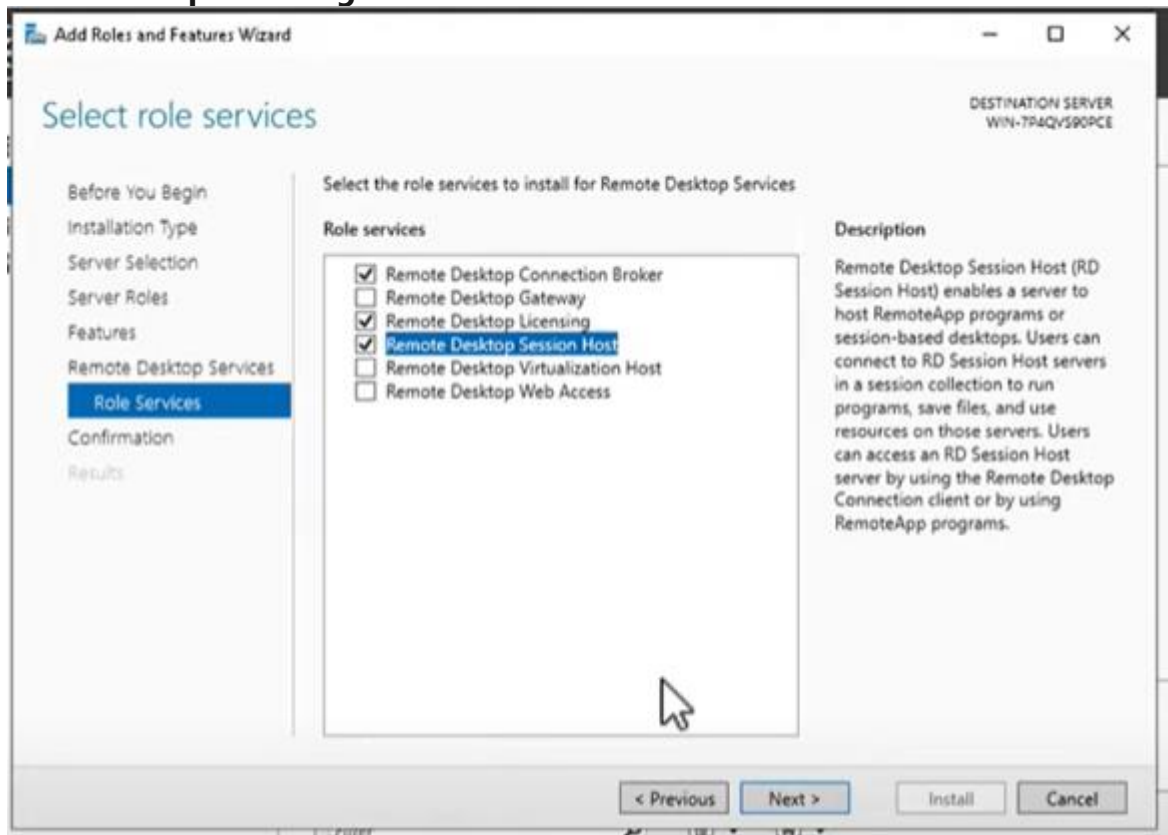 Add Roles and Features Wizard
Select role services
DESTINATION SERVER
WIN-7P4QVS90PCE
Before You Begin
Installation Type
Server Selection
Server Roles
Features
Remote Desktop Services
Role Services
Confirmation
Results
Select the role services to install for Remote Desktop Services
Role services
Remote Desktop Connection Broker
Remote Desktop Gateway
Remote Desktop Licensing
Remote Desktop Session Host
Remote Desktop Virtualization Host
Remote Desktop Web Access
Description
Remote Desktop Session Host (RD
Session Host) enables a server to
host RemoteApp programs or
session-based desktops. Users can
connect to RD Session Host servers
in a session collection to run
programs, save files, and use
resources on those servers. Users
can access an RD Session Host
server by using the Remote Desktop
Connection client or by using
RemoteApp programs.
< Previous
Next >
Install
Cancel